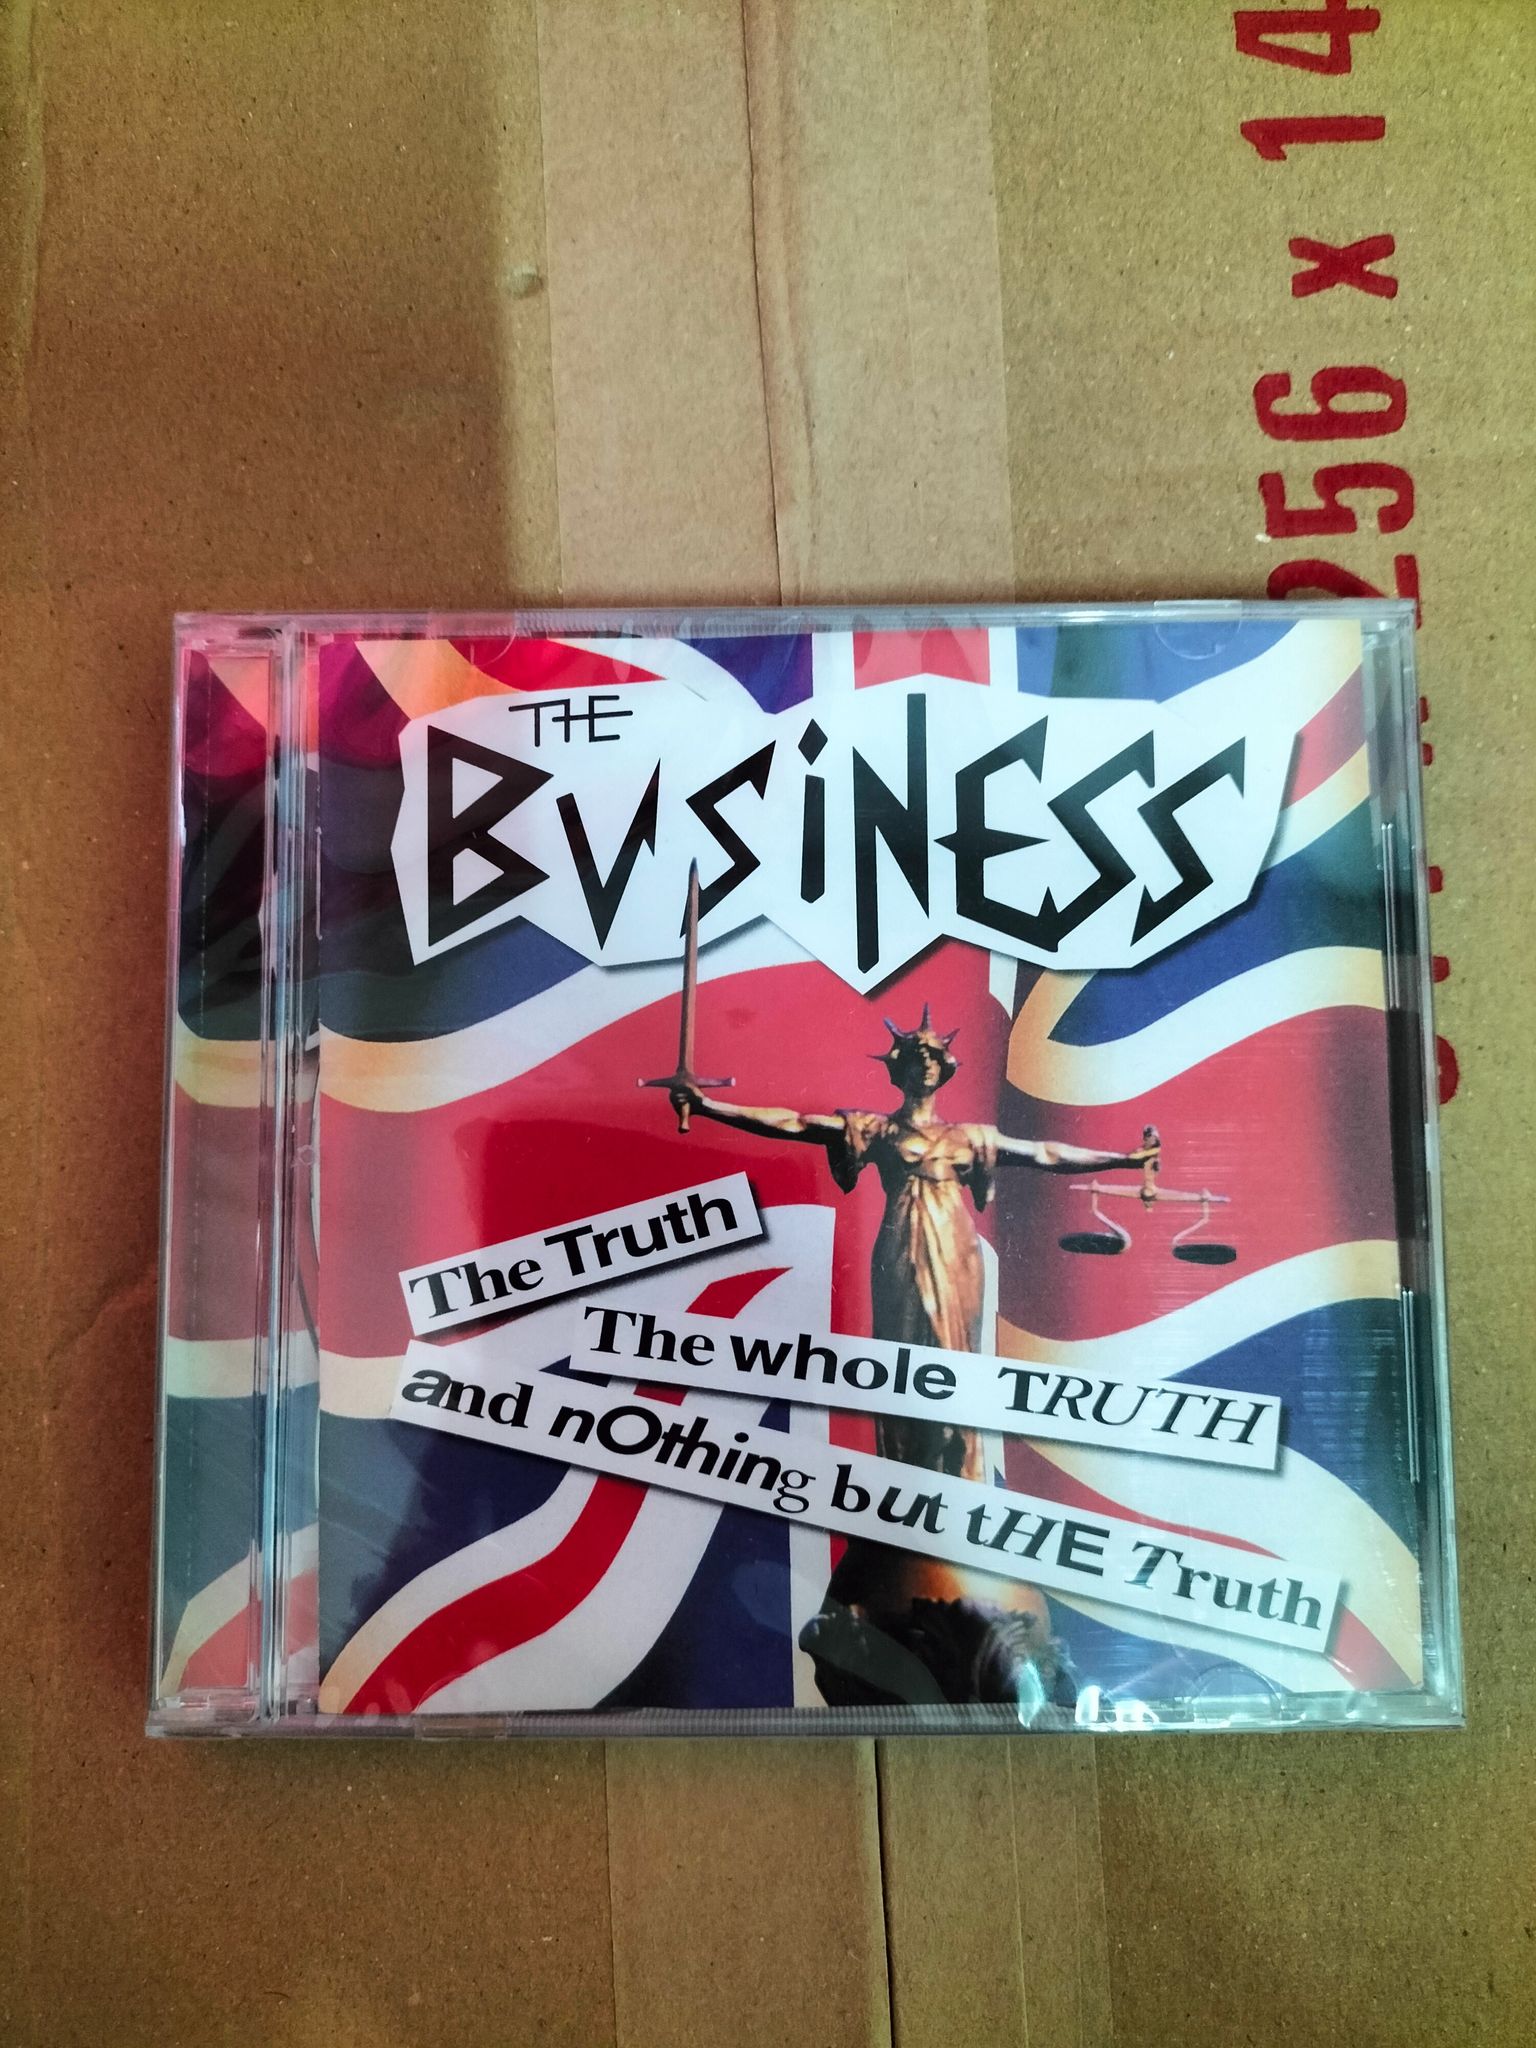 THE
BUSiNESS
The Truth
The whole TRUTH
and nOthing but tHE Truth
256 x 14